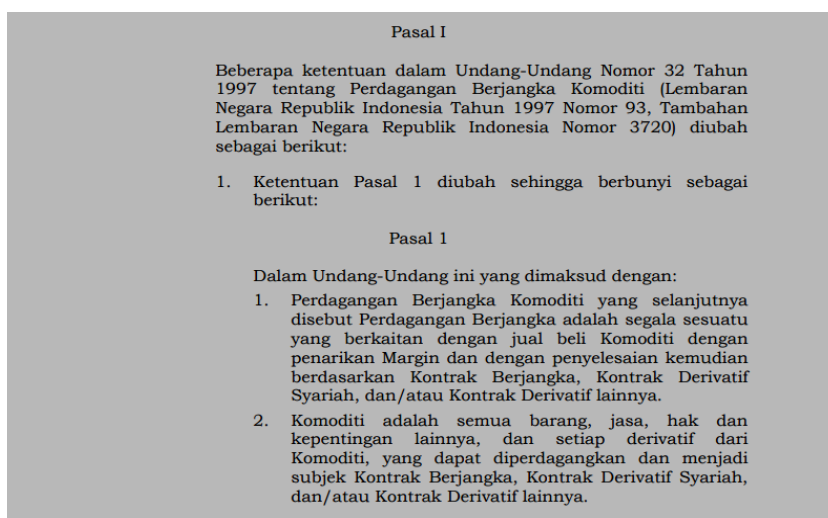 Pasal I
Beberapa ketentuan dalam Undang-Undang Nomor 32 Tahun
1997 tentang Perdagangan Berjangka Komoditi (Lembaran
Negara Republik Indonesia Tahun 1997 Nomor 93, Tambahan
Lembaran Negara Republik Indonesia Nomor 3720) diubah
sebagai berikut:
1. Ketentuan Pasal 1 diubah sehingga berbunyi sebagai
berikut:
Pasal 1
Dalam Undang-Undang ini yang dimaksud dengan:
1. Perdagangan Berjangka Komoditi yang selanjutnya
disebut Perdagangan Berjangka adalah segala sesuatu
yang berkaitan dengan jual beli Komoditi dengan
penarikan Margin dan dengan penyelesaian kemudian
berdasarkan Kontrak Berjangka, Kontrak Derivatif
Syariah, dan/atau Kontrak Derivatif lainnya.
2. Komoditi adalah semua barang, jasa, hak dan
kepentingan lainnya, dan setiap derivatif dari
Komoditi, yang dapat diperdagangkan dan menjadi
subjek Kontrak Berjangka, Kontrak Derivatif Syariah,
dan/atau Kontrak Derivatif lainnya.